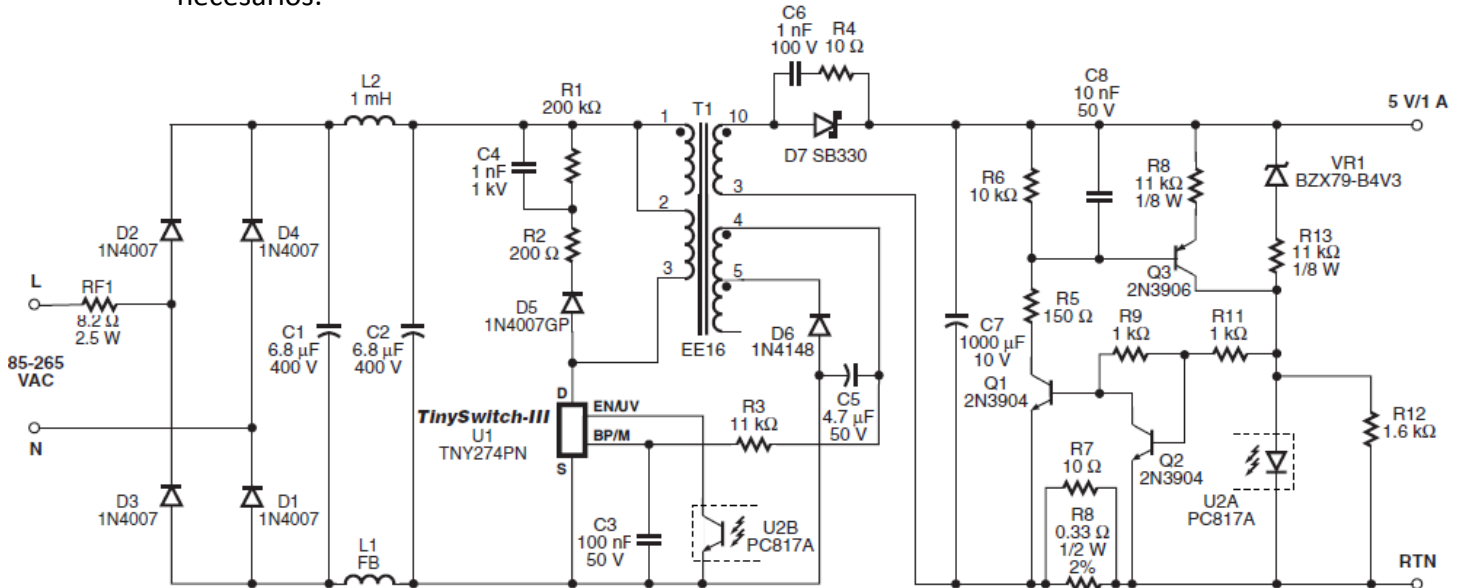 necesarios.
C6
1 nF
100 V
R4
10 Ω
L2
1 mH
R1
200 kΩ
T1
C8
10 nF
50 V
5 V/1 A
1
10
C4
1 nF
1 kV
D7 SB330
R6
10 kΩ
R8
11 kΩ
1/8 W
VR1
BZX79-B4V3
2
3
4
D2
1N4007
D4
1N4007
R2
200 Ω
R13
11 kΩ
1/8 W
3
5
Q3
2N3906
L
RF1
8.2 Ω
2.5 W
D5
1N4007GP
R5
150 Ω
R9
1 kΩ
R11
1 kΩ
C1
6.8 µF
400 V
C2
6.8 µF
400 V
EE16
D6
1N4148
C7
1000 µF
10 V
85-265
VAC
Q1
2N3904
D
EN/UV
TinySwitch-III
U1
TNY274PN
BP/M
S
R3
11 kΩ
C5
4.7 µF
50 V
R12
1.6 kΩ
N
Q2
2N3904
R7
10 Ω
D3
1N4007
D1
1N4007
U2A
PC817A
C3
100 nF
50 V
U2B
PC817A
R8
0.33 Ω
1/2 W
2%
L1
FB
RTN